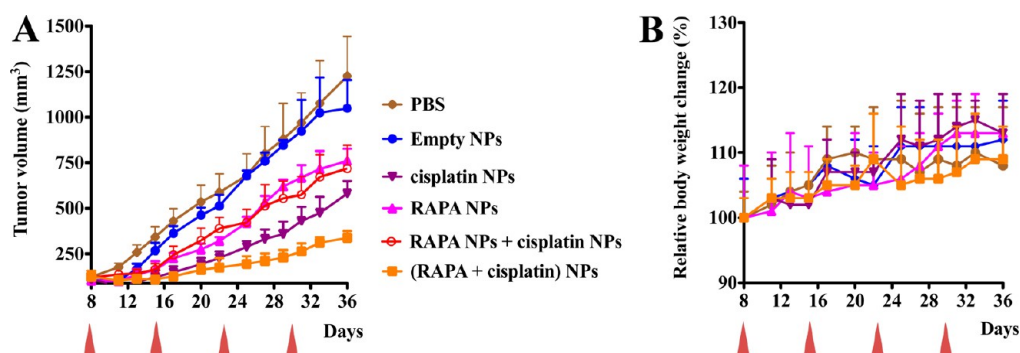 A
Tumor volume (mm³)
1500
1250
1000
750
500
250
8 12 16 20 24 28 32 36
Days
PBS
Empty NPs
cisplatin NPs
RAPA NPs
RAPA NPs + cisplatin NPs
(RAPA + cisplatin) NPs
B
Relative body weight change (%)
130
120
110
100
90
8 12 16 20 24 28 32 36
Days